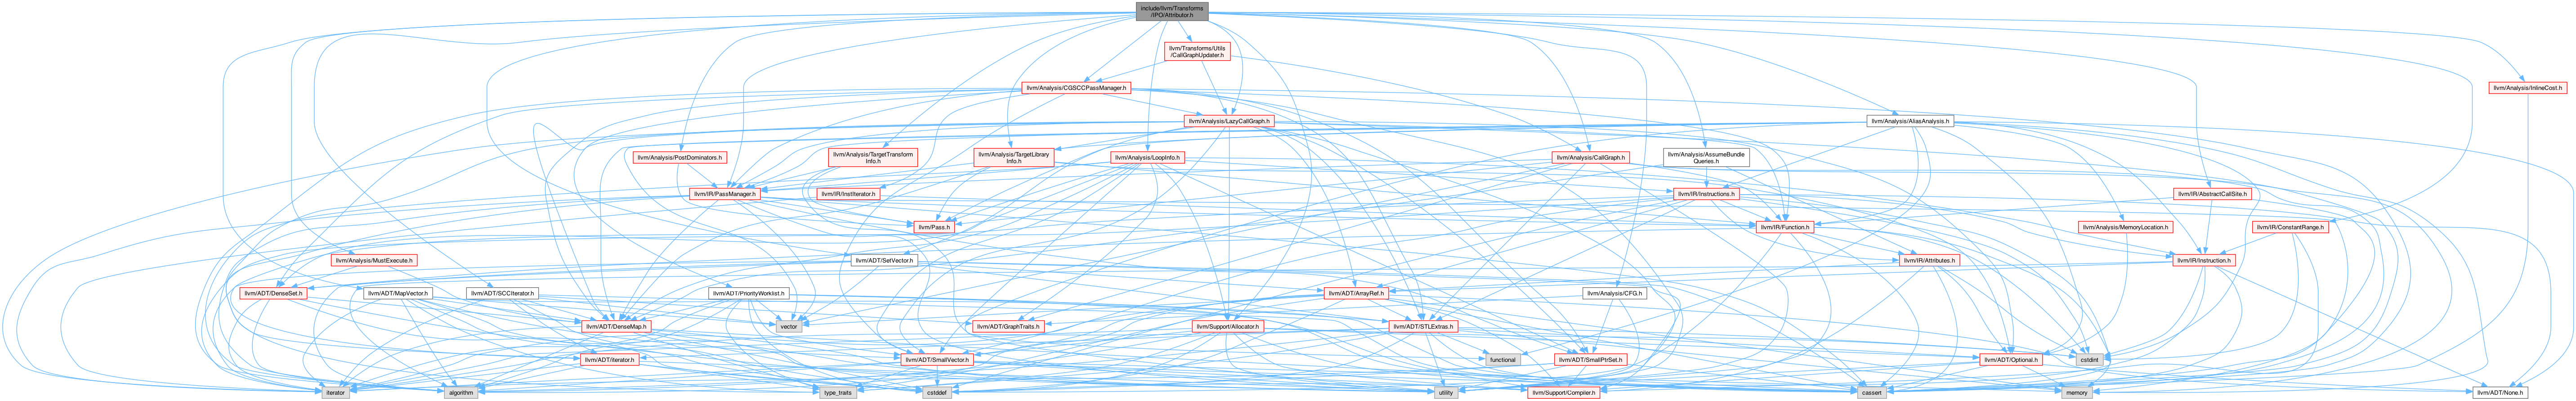 include/llvm/Transforms
/IPO/Attributor.h
llvm/Transforms/Utils
/CallGraphUpdater.h
llvm/Analysis/CGSCCPassManager.h
llvm/Analysis/InlineCost.h
llvm/Analysis/LazyCallGraph.h
llvm/Analysis/AliasAnalysis.h
llvm/Analysis/PostDominators.h
llvm/Analysis/TargetTransform
Info.h
llvm/Analysis/TargetLibrary
Info.h
llvm/Analysis/LoopInfo.h
llvm/Analysis/CallGraph.h
llvm/Analysis/AssumeBundle
Queries.h
llvm/IR/PassManager.h
llvm/IR/InstIterator.h
llvm/IR/Instructions.h
llvm/IR/AbstractCallSite.h
llvm/Pass.h
llvm/IR/Function.h
llvm/Analysis/MemoryLocation.h
llvm/IR/ConstantRange.h
llvm/Analysis/MustExecute.h
llvm/ADT/SetVector.h
llvm/IR/Attributes.h
llvm/IR/Instruction.h
llvm/ADT/DenseSet.h
llvm/ADT/MapVector.h
llvm/ADT/SCCIterator.h
llvm/ADT/PriorityWorklist.h
llvm/ADT/ArrayRef.h
llvm/Analysis/CFG.h
llvm/ADT/DenseMap.h
vector
llvm/ADT/GraphTraits.h
llvm/Support/Allocator.h
llvm/ADT/STLExtras.h
llvm/ADT/iterator.h
llvm/ADT/SmallVector.h
functional
llvm/ADT/SmallPtrSet.h
llvm/ADT/Optional.h
cstdint
iterator
algorithm
type_traits
cstddef
utility
llvm/Support/Compiler.h
cassert
memory
llvm/ADT/None.h